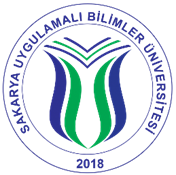 SAKARYA UYGULAMALI BİLİMLER ÜNİVERSİTESİ
2018